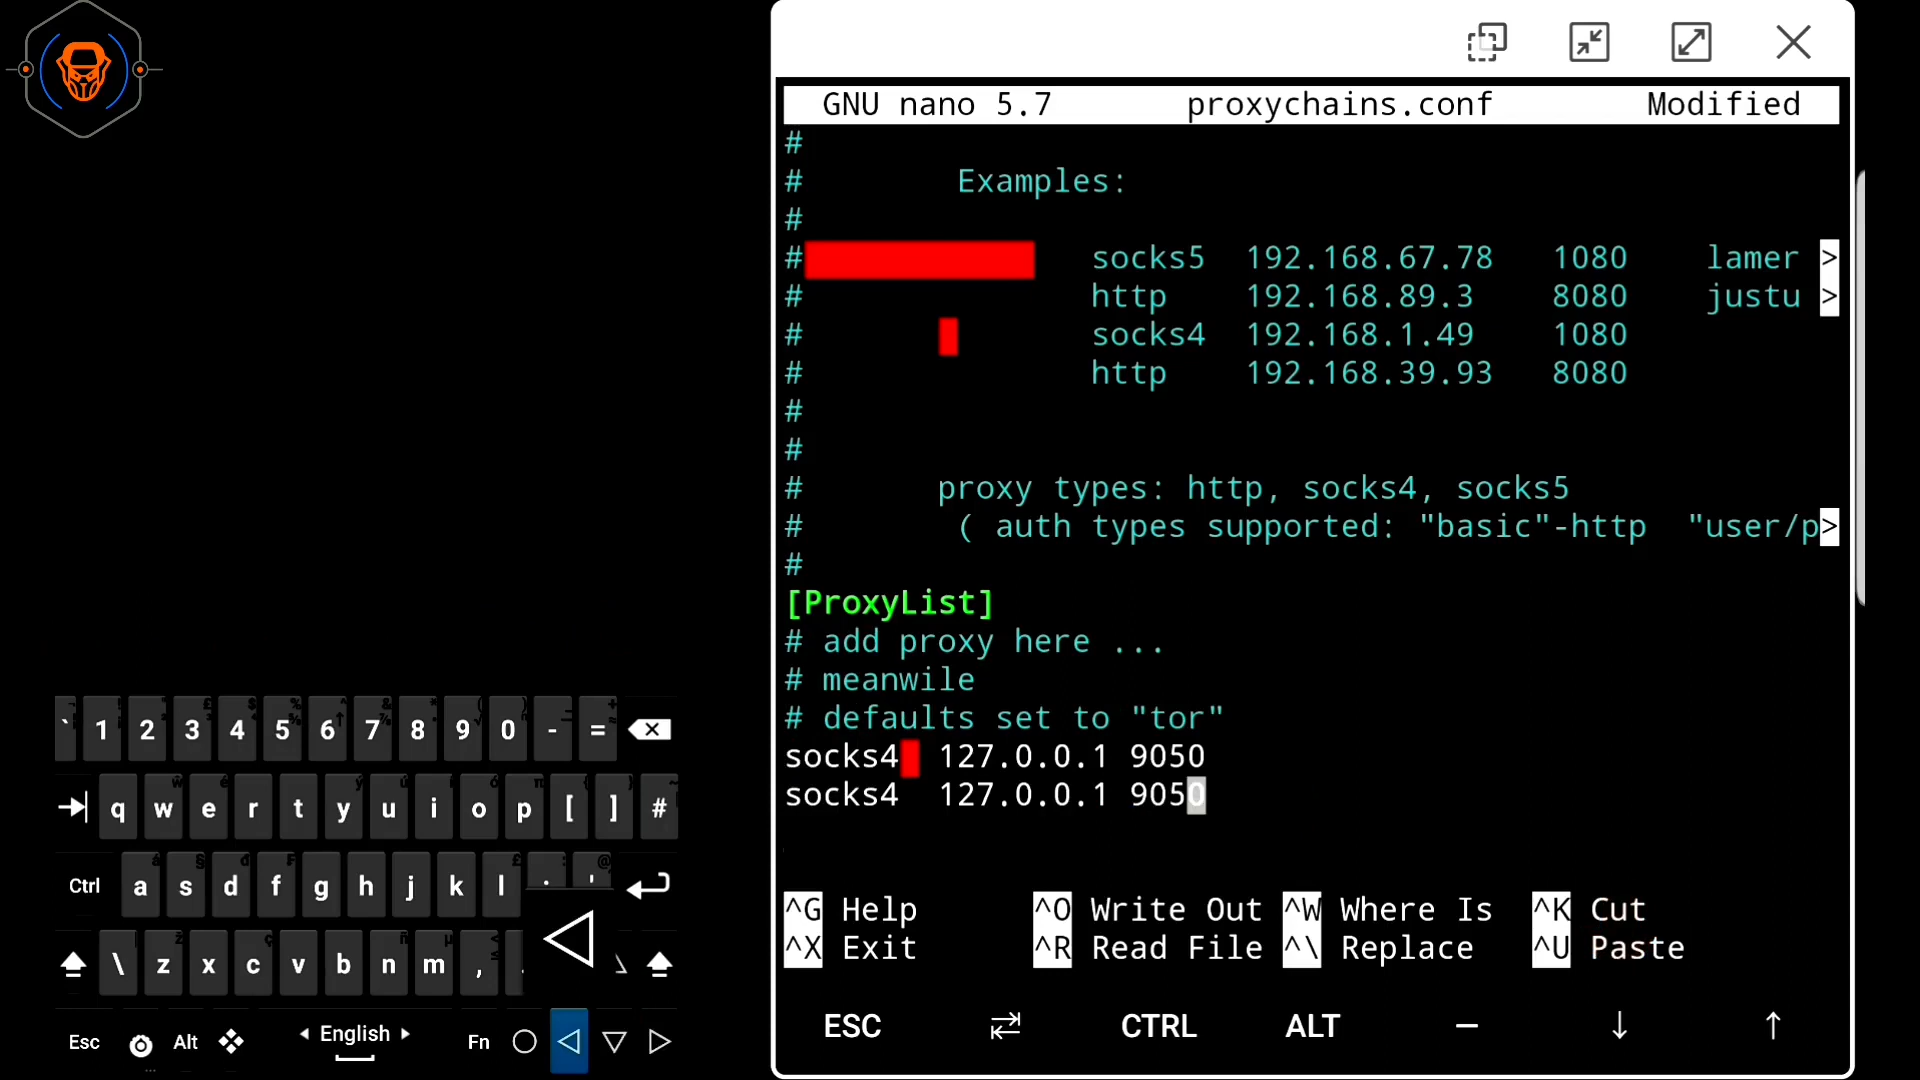 GNU nano 5.7 proxychains.conf Modified
#
# Examples:
#
# socks5 192.168.67.78 1080 lamer >
# http 192.168.89.3 8080 justu >
# socks4 192.168.1.49 1080
# http 192.168.39.93 8080
#
#
# proxy types: http, socks4, socks5
# ( auth types supported: "basic"-http "user/p>
#
[ProxyList]
# add proxy here ...
# meanwile
# defaults set to "tor"
socks4 127.0.0.1 9050
socks4 127.0.0.1 9050
^G Help ^O Write Out ^W Where Is ^K Cut
^X Exit ^R Read File ^\ Replace ^U Paste
ESC ⇄ CTRL ALT — ↓ ↑
` 1 2 3 4 5 6 7 8 9 0 - =
q w e r t y u i o p [ ] #
Ctrl a s d f g h j k l
\ z x c v b n m ,
Esc Alt English Fn